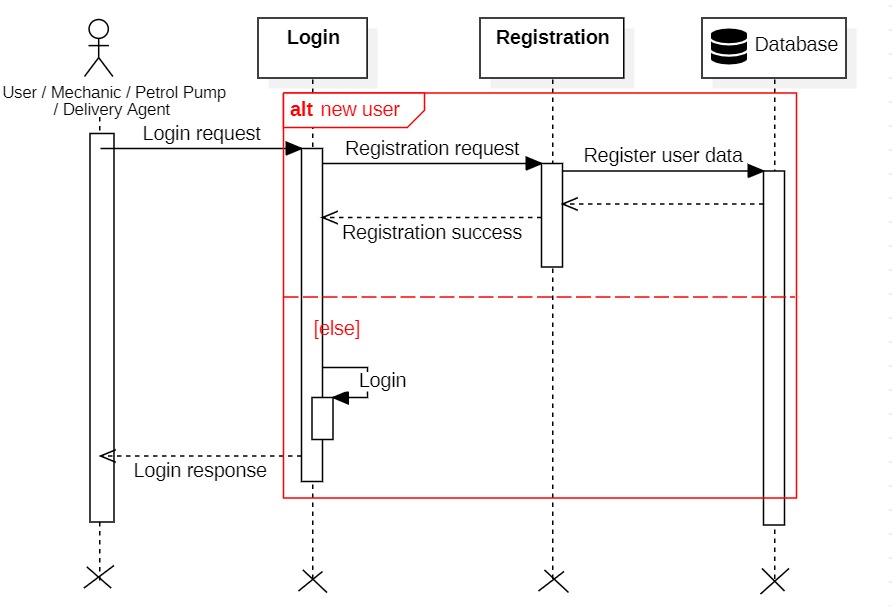 Login
Registration
Database
User / Mechanic / Petrol Pump
/ Delivery Agent
alt new user
Login request
Registration request
Register user data
Registration success
[else]
Login
Login response